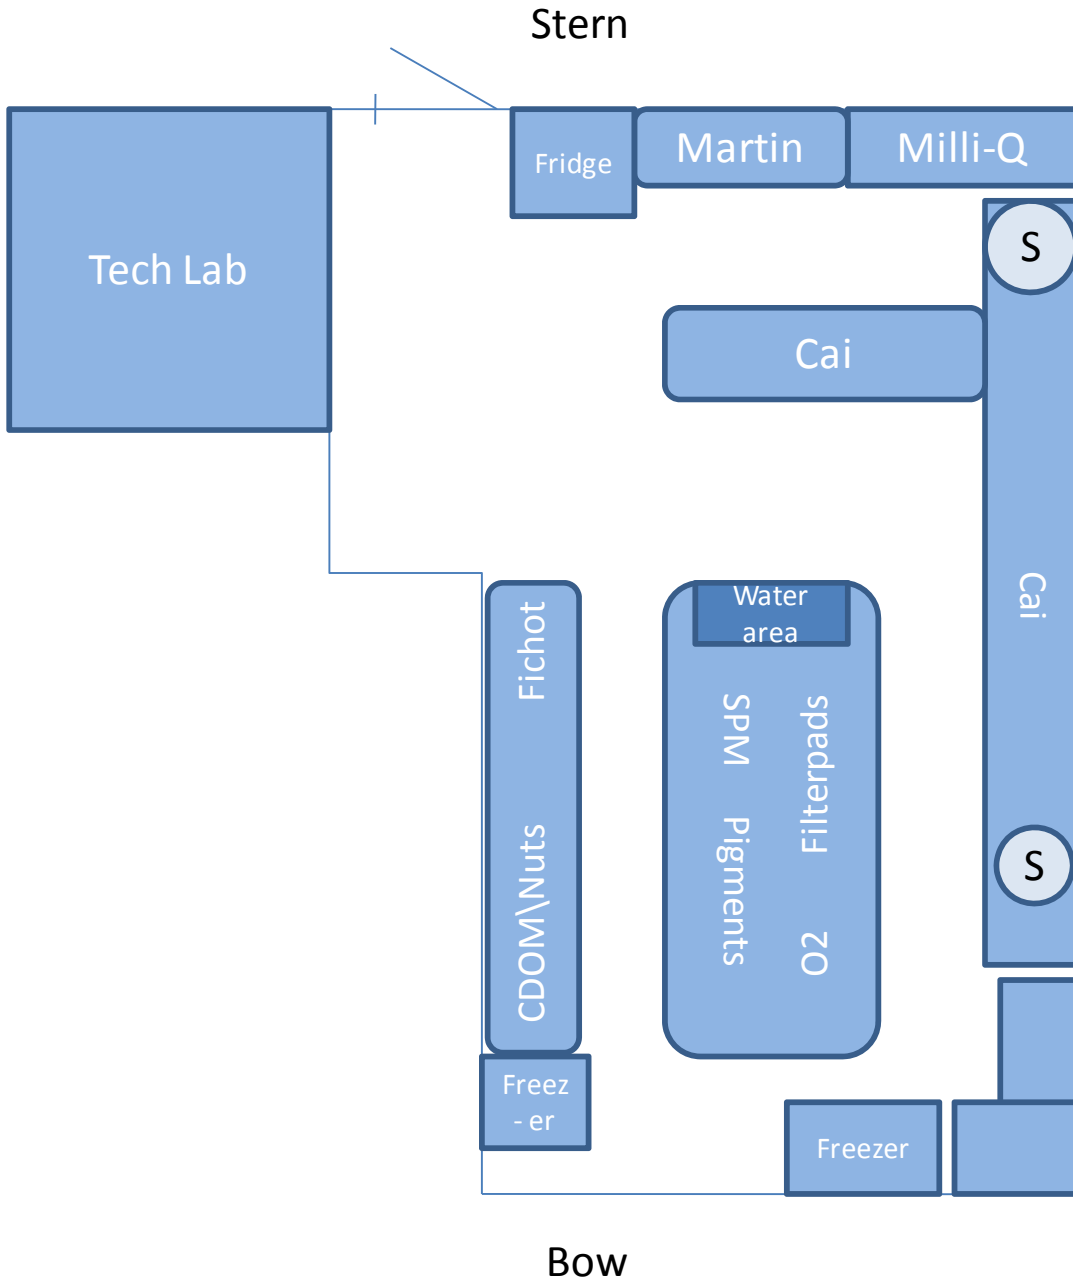 Stern
Fridge
Martin
Milli-Q
Tech Lab
S
Cai
Cai
Water
area
Fichot
CDOM\Nuts
SPM
Pigments
Filterpads
O2
S
Freez
- er
Freezer
Bow